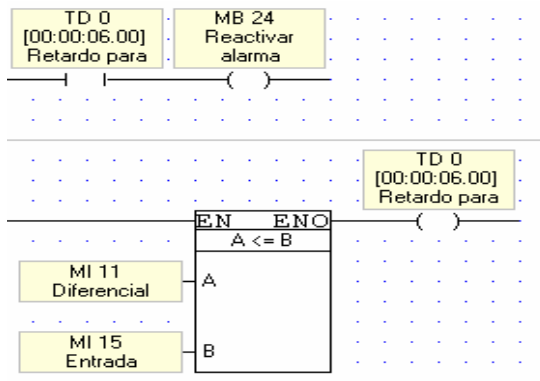 TD 0
[00:00:06.00]
Retardo para
MB 24
Reactivar
alarma
TD 0
[00:00:06.00]
Retardo para
EN ENO
A <= B
MI 11
Diferencial
A
MI 15
Entrada
B